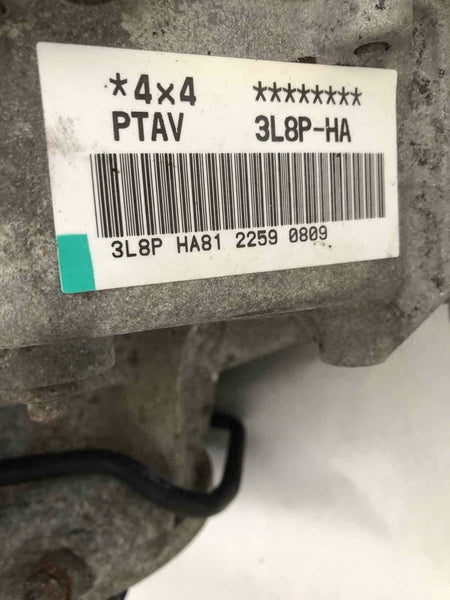 *4x4 ********
PTAV 3L8P-HA
3L8P HA81 2259 0809